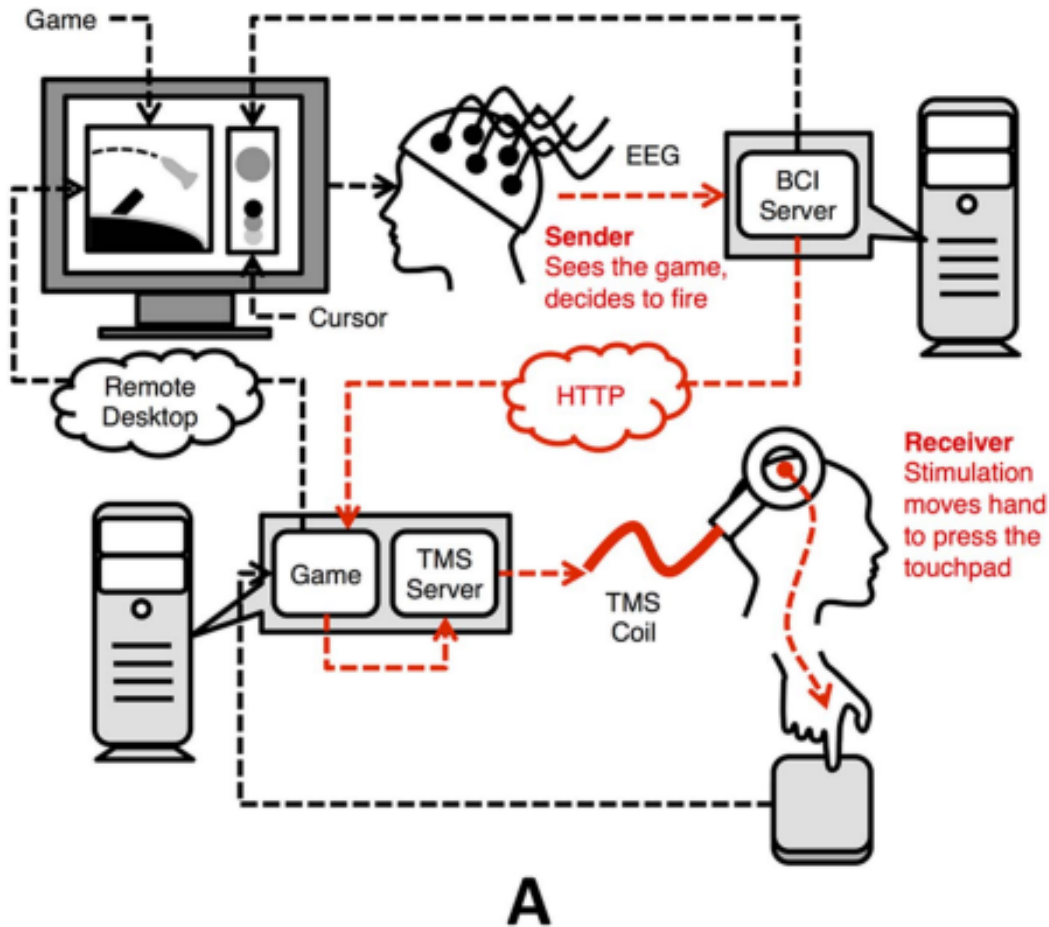 Game
EEG
BCI
Server
Sender
Sees the game,
decides to fire
Cursor
Remote
Desktop
HTTP
Receiver
Stimulation
moves hand
to press the
touchpad
Game
TMS
Server
TMS
Coil
A